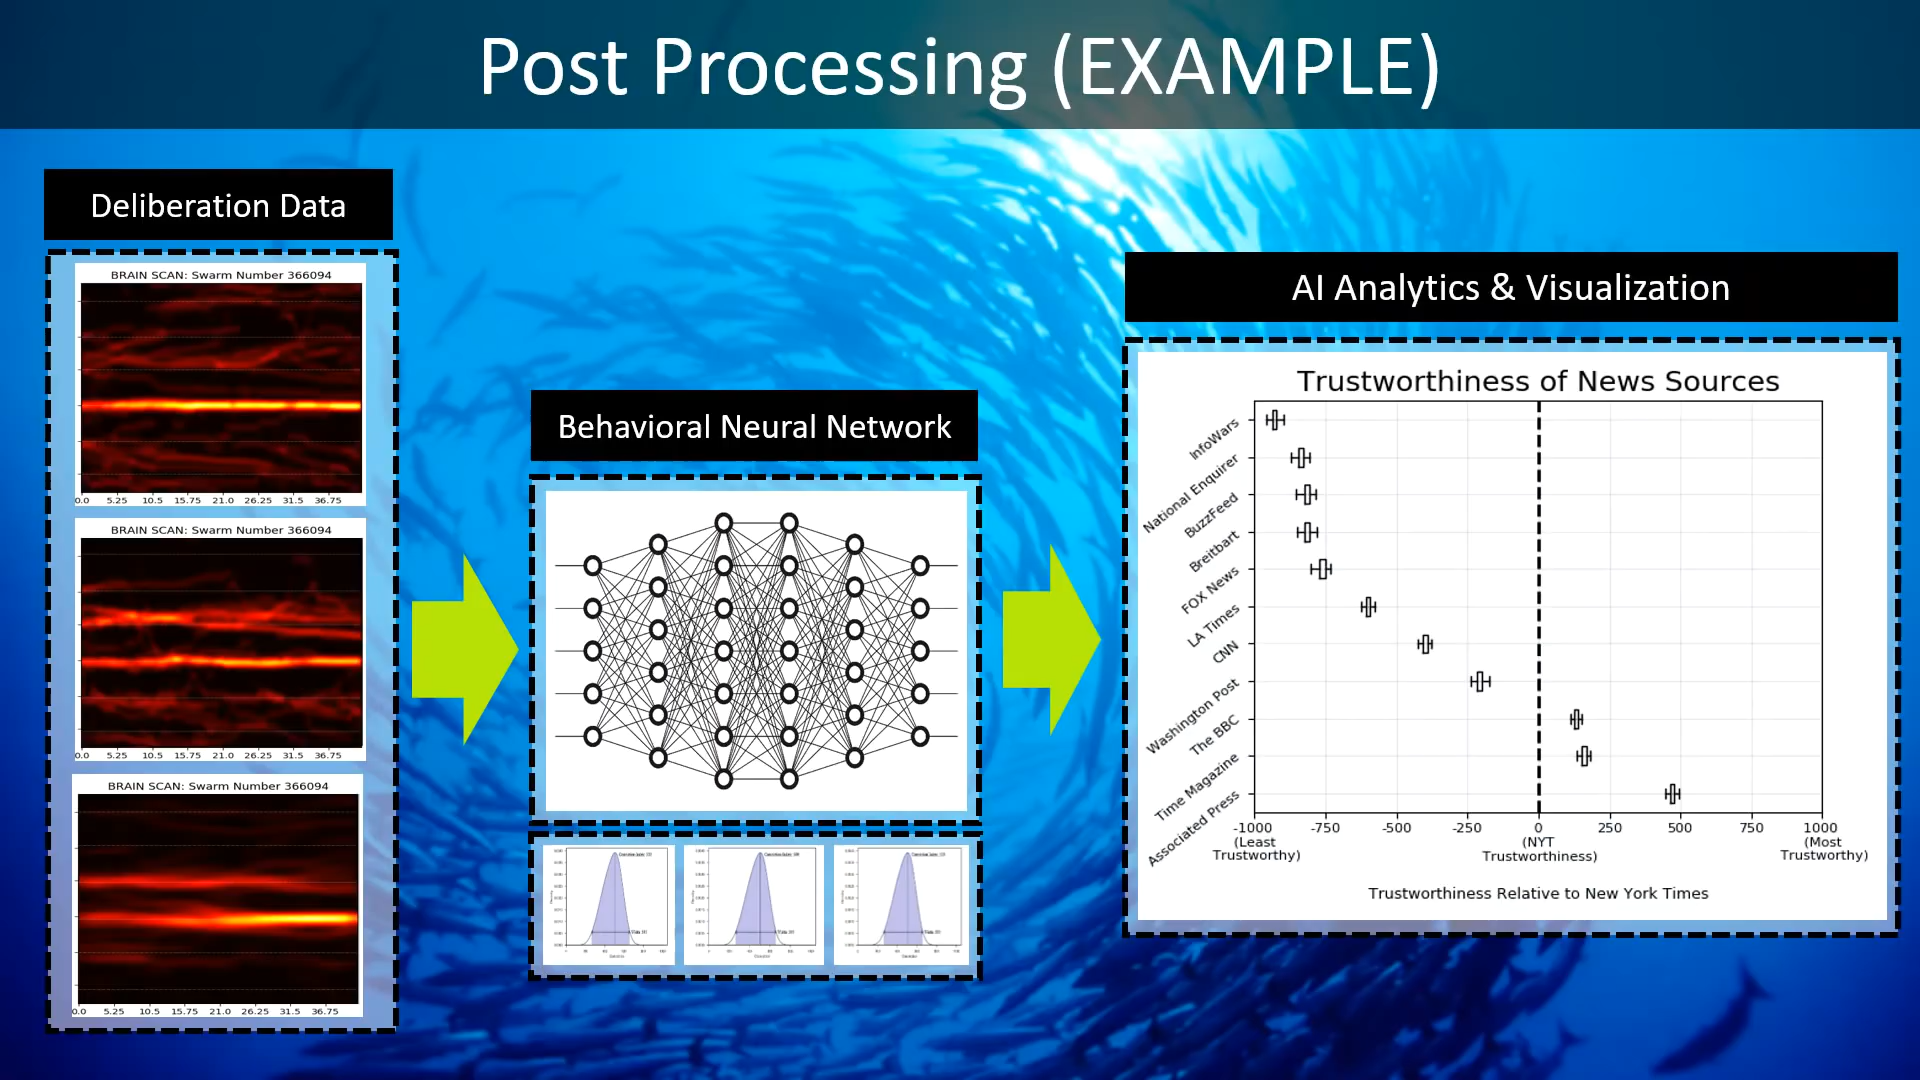 Post Processing (EXAMPLE)
Deliberation Data
BRAIN SCAN: Swarm Number 366094
0.0 5.25 10.5 15.75 21.0 26.25 31.5 36.75
BRAIN SCAN: Swarm Number 366094
0.0 5.25 10.5 15.75 21.0 26.25 31.5 36.75
BRAIN SCAN: Swarm Number 366094
0.0 5.25 10.5 15.75 21.0 26.25 31.5 36.75
Behavioral Neural Network
AI Analytics & Visualization
Trustworthiness of News Sources
InfoWars
National Enquirer
BuzzFeed
Breitbart
FOX News
LA Times
CNN
Washington Post
The BBC
Time Magazine
Associated Press
-1000 -750 -500 -250 0 250 500 750 1000
(Least (NYT (Most
Trustworthy) Trustworthiness) Trustworthy)
Trustworthiness Relative to New York Times